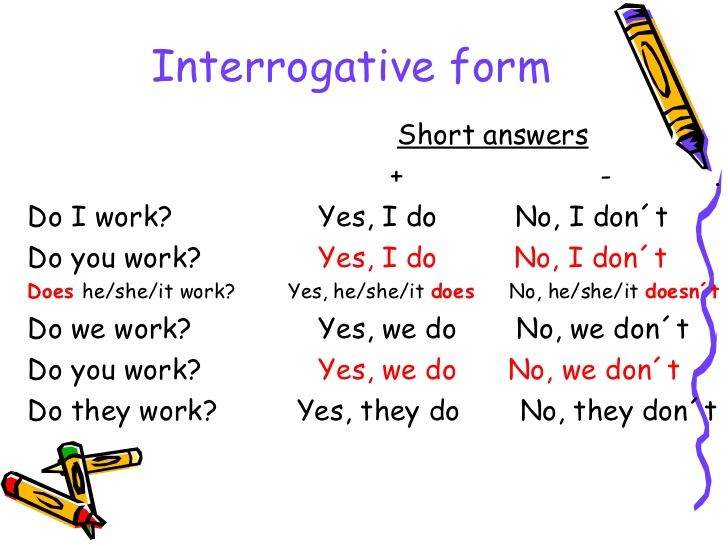 Interrogative form
Short answers
+ -
Do I work? Yes, I do No, I don´t
Do you work? Yes, I do No, I don´t
Does he/she/it work? Yes, he/she/it does No, he/she/it doesn´t
Do we work? Yes, we do No, we don´t
Do you work? Yes, we do No, we don´t
Do they work? Yes, they do No, they don´t